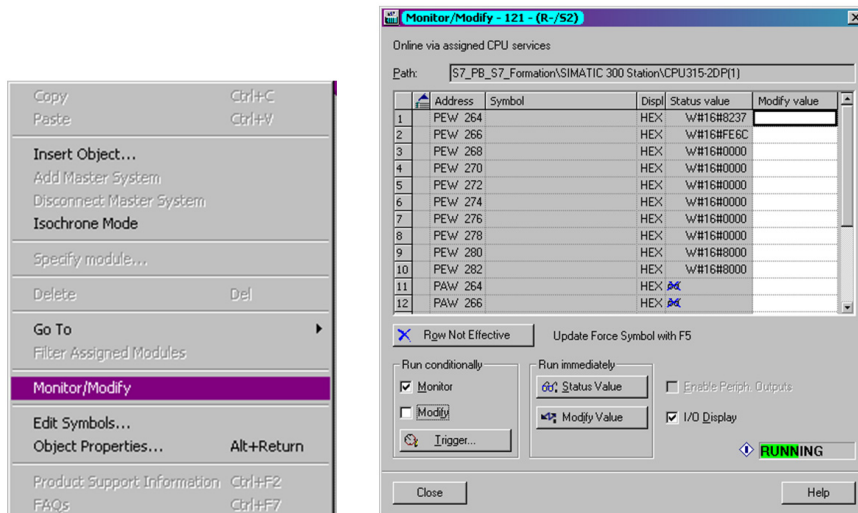 Copy Ctrl+C
Paste Ctrl+V
Insert Object...
Add Master System
Disconnect Master System
Isochrone Mode
Specify module...
Delete Del
Go To
Filter Assigned Modules
Monitor/Modify
Edit Symbols...
Object Properties... Alt+Return
Product Support Information Ctrl+F2
FAQs Ctrl+F7
Monitor/Modify - 121 - (R-/S2)
Online via assigned CPU services
Path: S7_PB_S7_Formation\SIMATIC 300 Station\CPU315-2DP(1)
Address Symbol Displ Status value Modify value
1 PEW 264 HEX W#16#8237
2 PEW 266 HEX W#16#FE6C
3 PEW 268 HEX W#16#0000
4 PEW 270 HEX W#16#0000
5 PEW 272 HEX W#16#0000
6 PEW 274 HEX W#16#0000
7 PEW 276 HEX W#16#0000
8 PEW 278 HEX W#16#0000
9 PEW 280 HEX W#16#8000
10 PEW 282 HEX W#16#8000
11 PAW 264 HEX
12 PAW 266 HEX
Row Not Effective Update Force Symbol with F5
Run conditionally Run immediately
Monitor Status Value Enable Periph. Outputs
Modify Modify Value I/O Display
Trigger...
RUNNING
Close Help